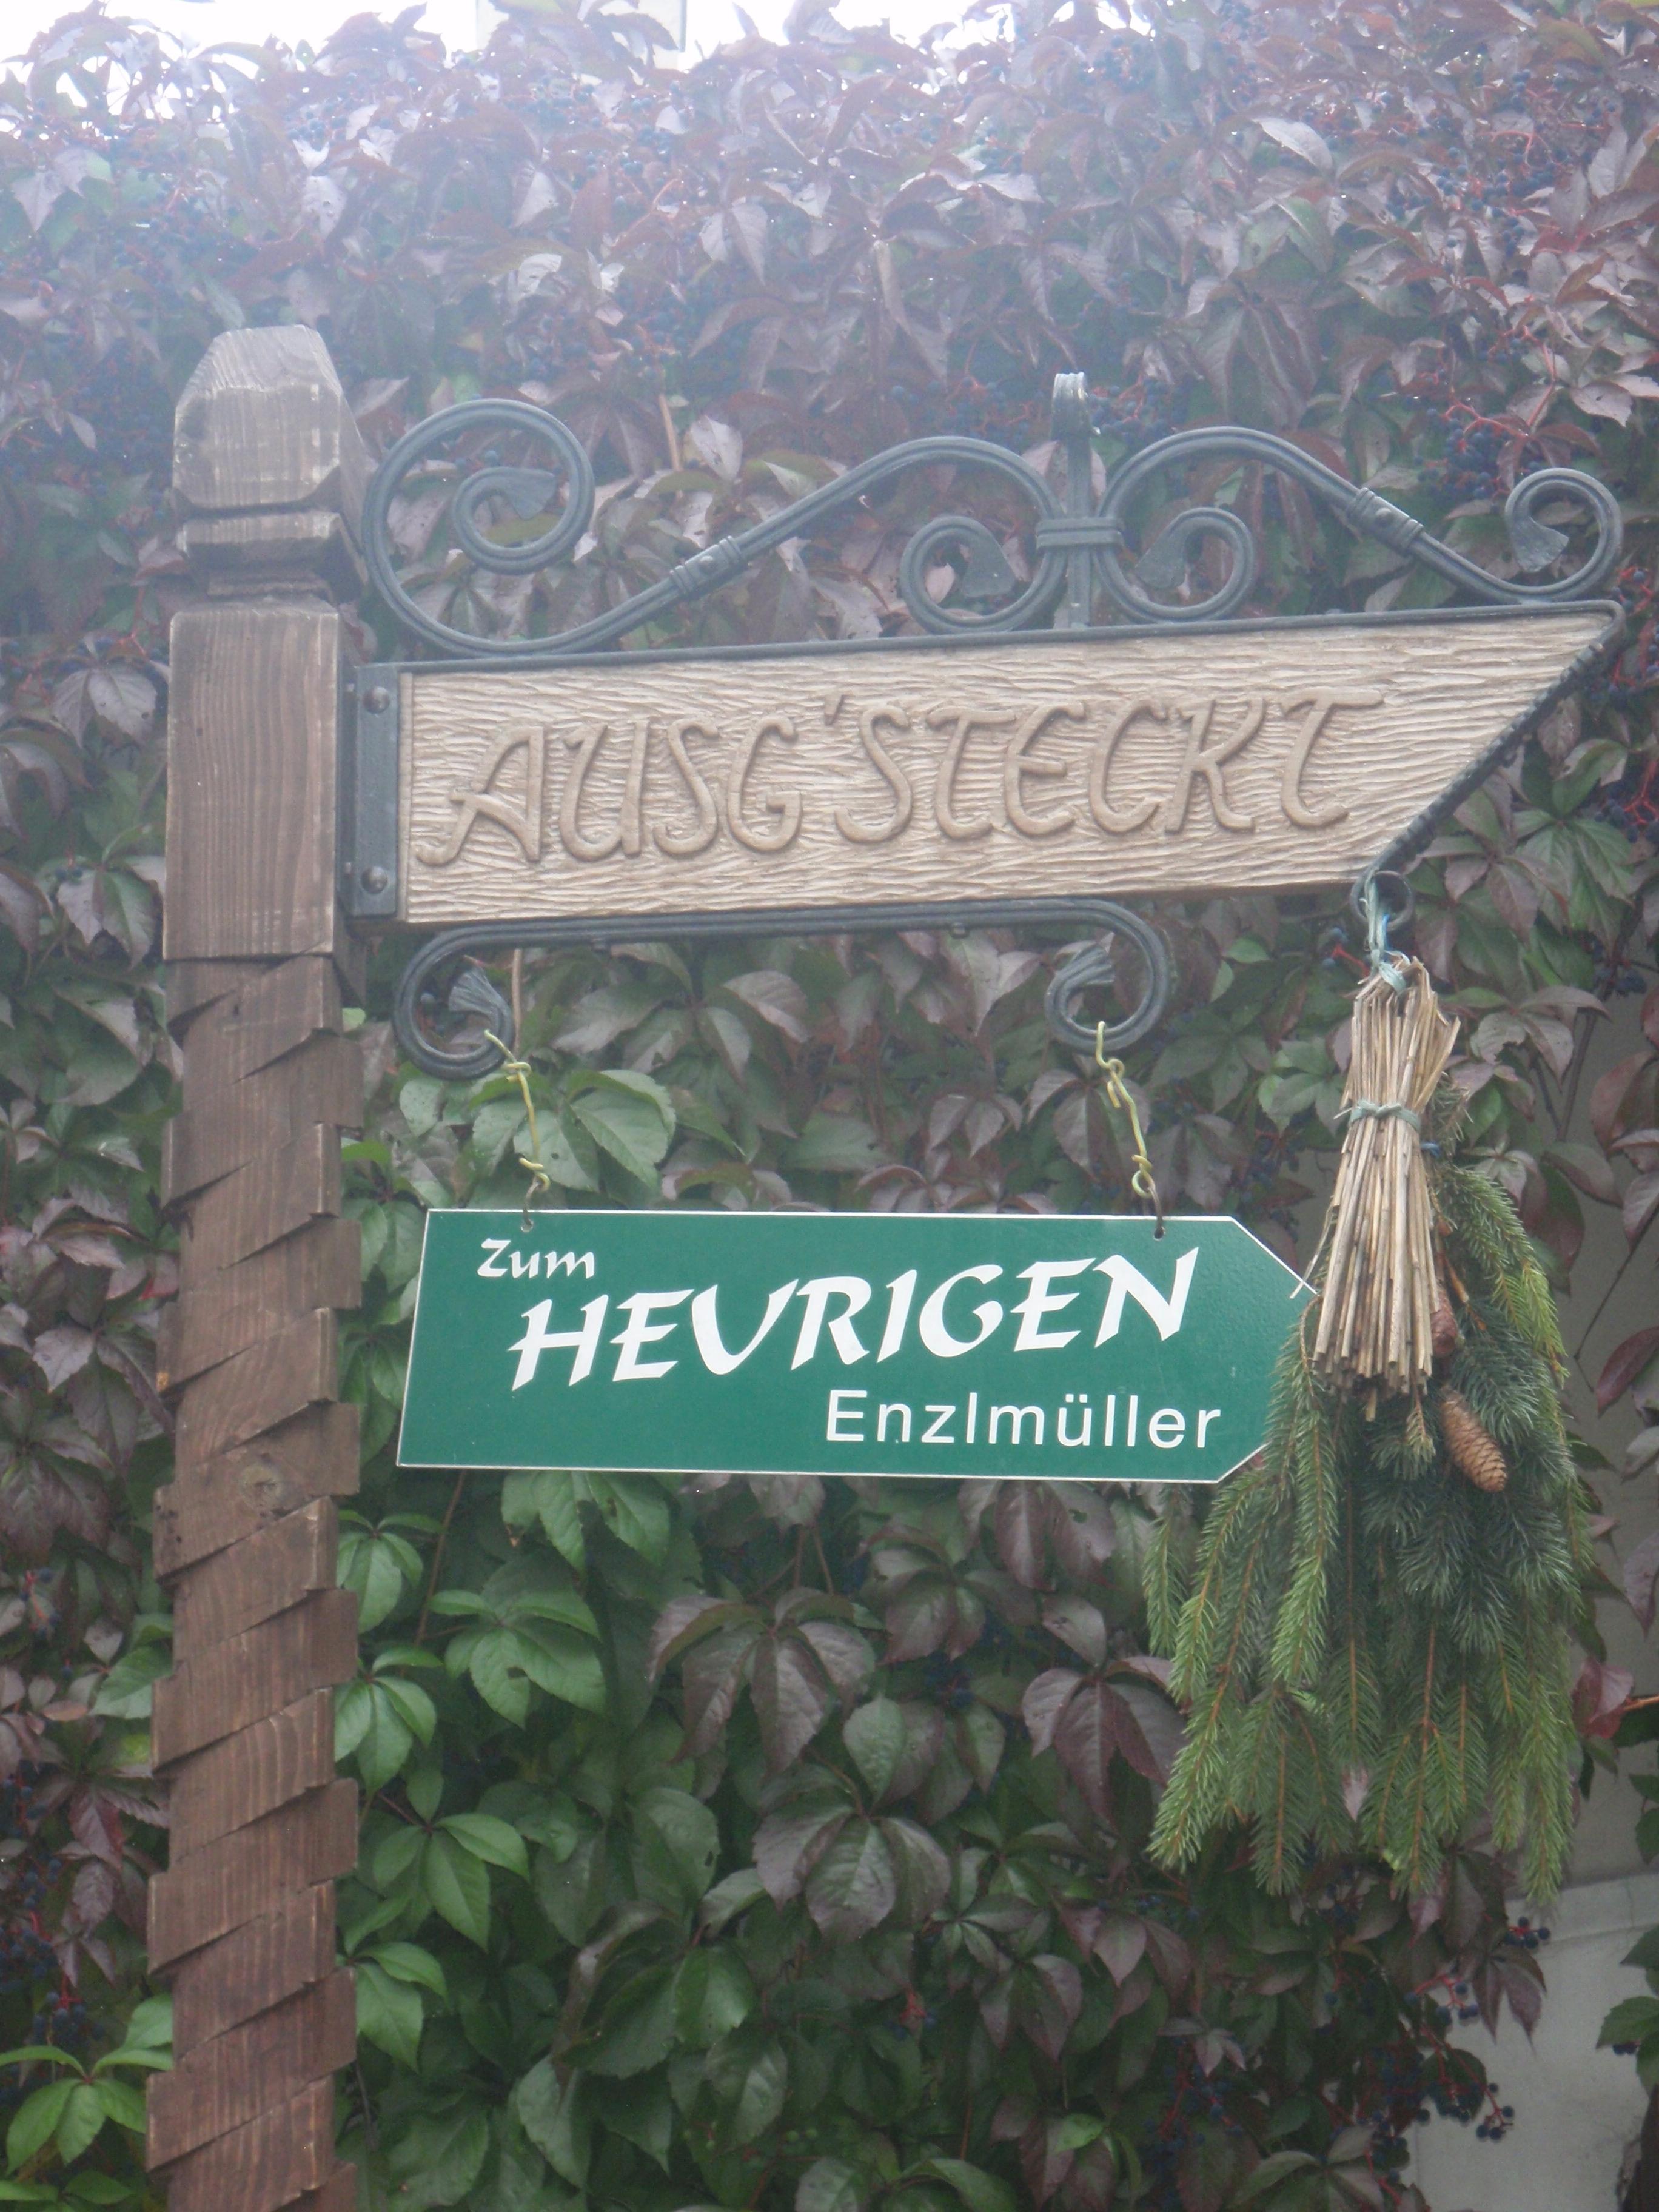 AUSG'STECKT
Zum
HEURIGEN
Enzlmüller